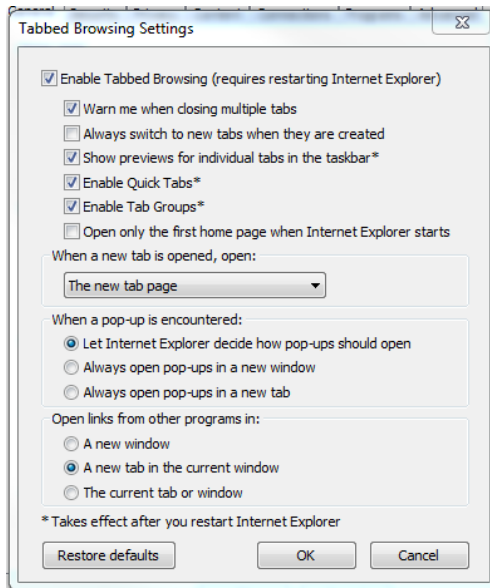 General
Tabbed Browsing Settings
Enable Tabbed Browsing (requires restarting Internet Explorer)
Warn me when closing multiple tabs
Always switch to new tabs when they are created
Show previews for individual tabs in the taskbar*
Enable Quick Tabs*
Enable Tab Groups*
Open only the first home page when Internet Explorer starts
When a new tab is opened, open:
The new tab page
When a pop-up is encountered:
Let Internet Explorer decide how pop-ups should open
Always open pop-ups in a new window
Always open pop-ups in a new tab
Open links from other programs in:
A new window
A new tab in the current window
The current tab or window
* Takes effect after you restart Internet Explorer
Restore defaults OK Cancel